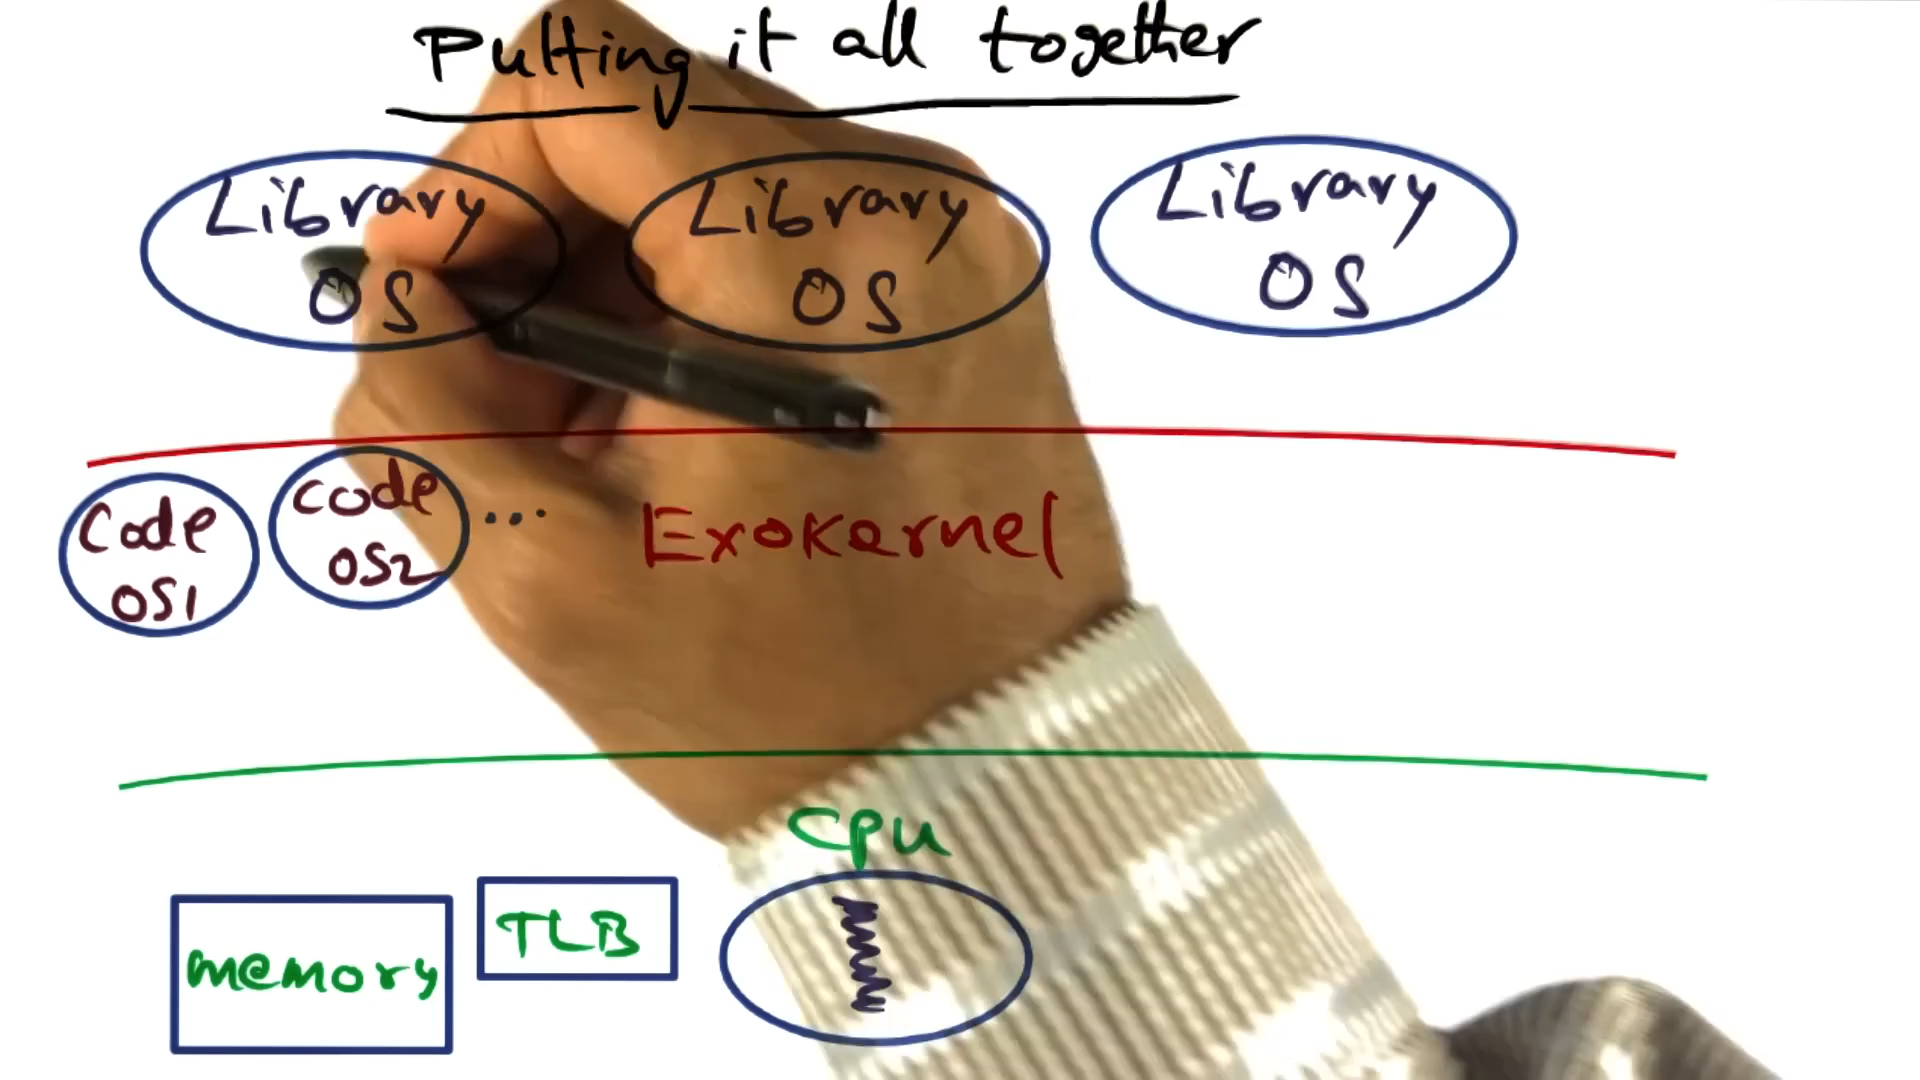 Putting it all together
Library OS
Library OS
Library OS
Code OS1
Code OS2
...
Exokernel
CPU
memory
TLB